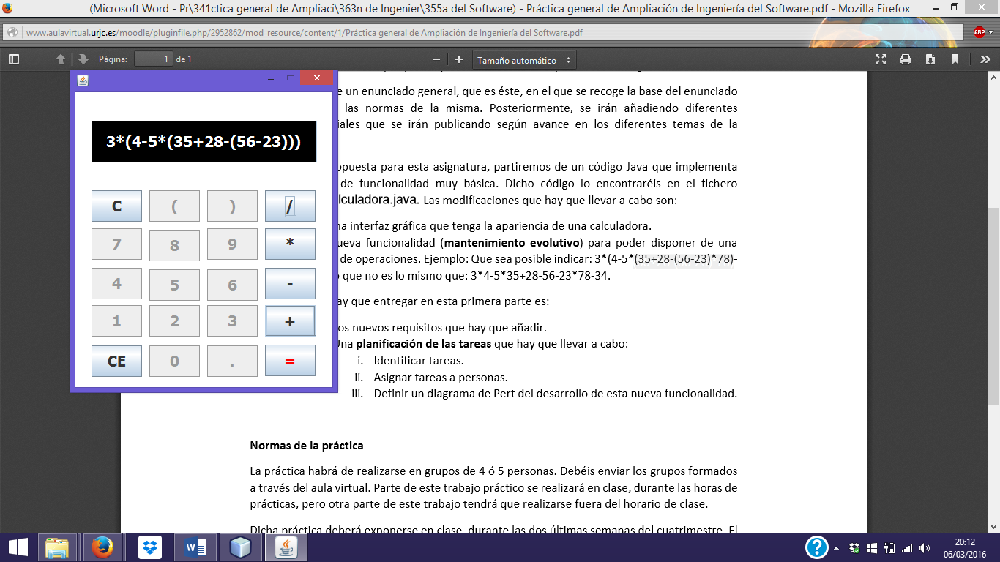 (Microsoft Word - Pr\341ctica general de Ampliaci\363n de Ingenier\355a del Software) - Práctica general de Ampliación de Ingeniería del Software.pdf - Mozilla Firefox
www.aulavirtual.urjc.es/moodle/pluginfile.php/2952862/mod_resource/content/1/Práctica general de Ampliación de Ingeniería del Software.pdf
ABP
Página: 1 de 1
Tamaño automático
3*(4-5*(35+28-(56-23)))
C ( ) /
7 8 9 *
4 5 6 -
1 2 3 +
CE 0 . =
e un enunciado general, que es éste, en el que se recoge la base del enunciado
las normas de la misma. Posteriormente, se irán añadiendo diferentes
iales que se irán publicando según avance en los diferentes temas de la
opuesta para esta asignatura, partiremos de un código Java que implementa
de funcionalidad muy básica. Dicho código lo encontraréis en el fichero
lculadora.java. Las modificaciones que hay que llevar a cabo son:
na interfaz gráfica que tenga la apariencia de una calculadora.
ueva funcionalidad (mantenimiento evolutivo) para poder disponer de una
de operaciones. Ejemplo: Que sea posible indicar: 3*(4-5*(35+28-(56-23)*78)-
o que no es lo mismo que: 3*4-5*35+28-56-23*78-34.
ay que entregar en esta primera parte es:
os nuevos requisitos que hay que añadir.
Una planificación de las tareas que hay que llevar a cabo:
i. Identificar tareas.
ii. Asignar tareas a personas.
iii. Definir un diagrama de Pert del desarrollo de esta nueva funcionalidad.
Normas de la práctica
La práctica habrá de realizarse en grupos de 4 ó 5 personas. Debéis enviar los grupos formados
a través del aula virtual. Parte de este trabajo práctico se realizará en clase, durante las horas de
prácticas, pero otra parte de este trabajo tendrá que realizarse fuera del horario de clase.
Dicha práctica deberá exponerse en clase, durante las dos últimas semanas del cuatrimestre. El
20:12
06/03/2016